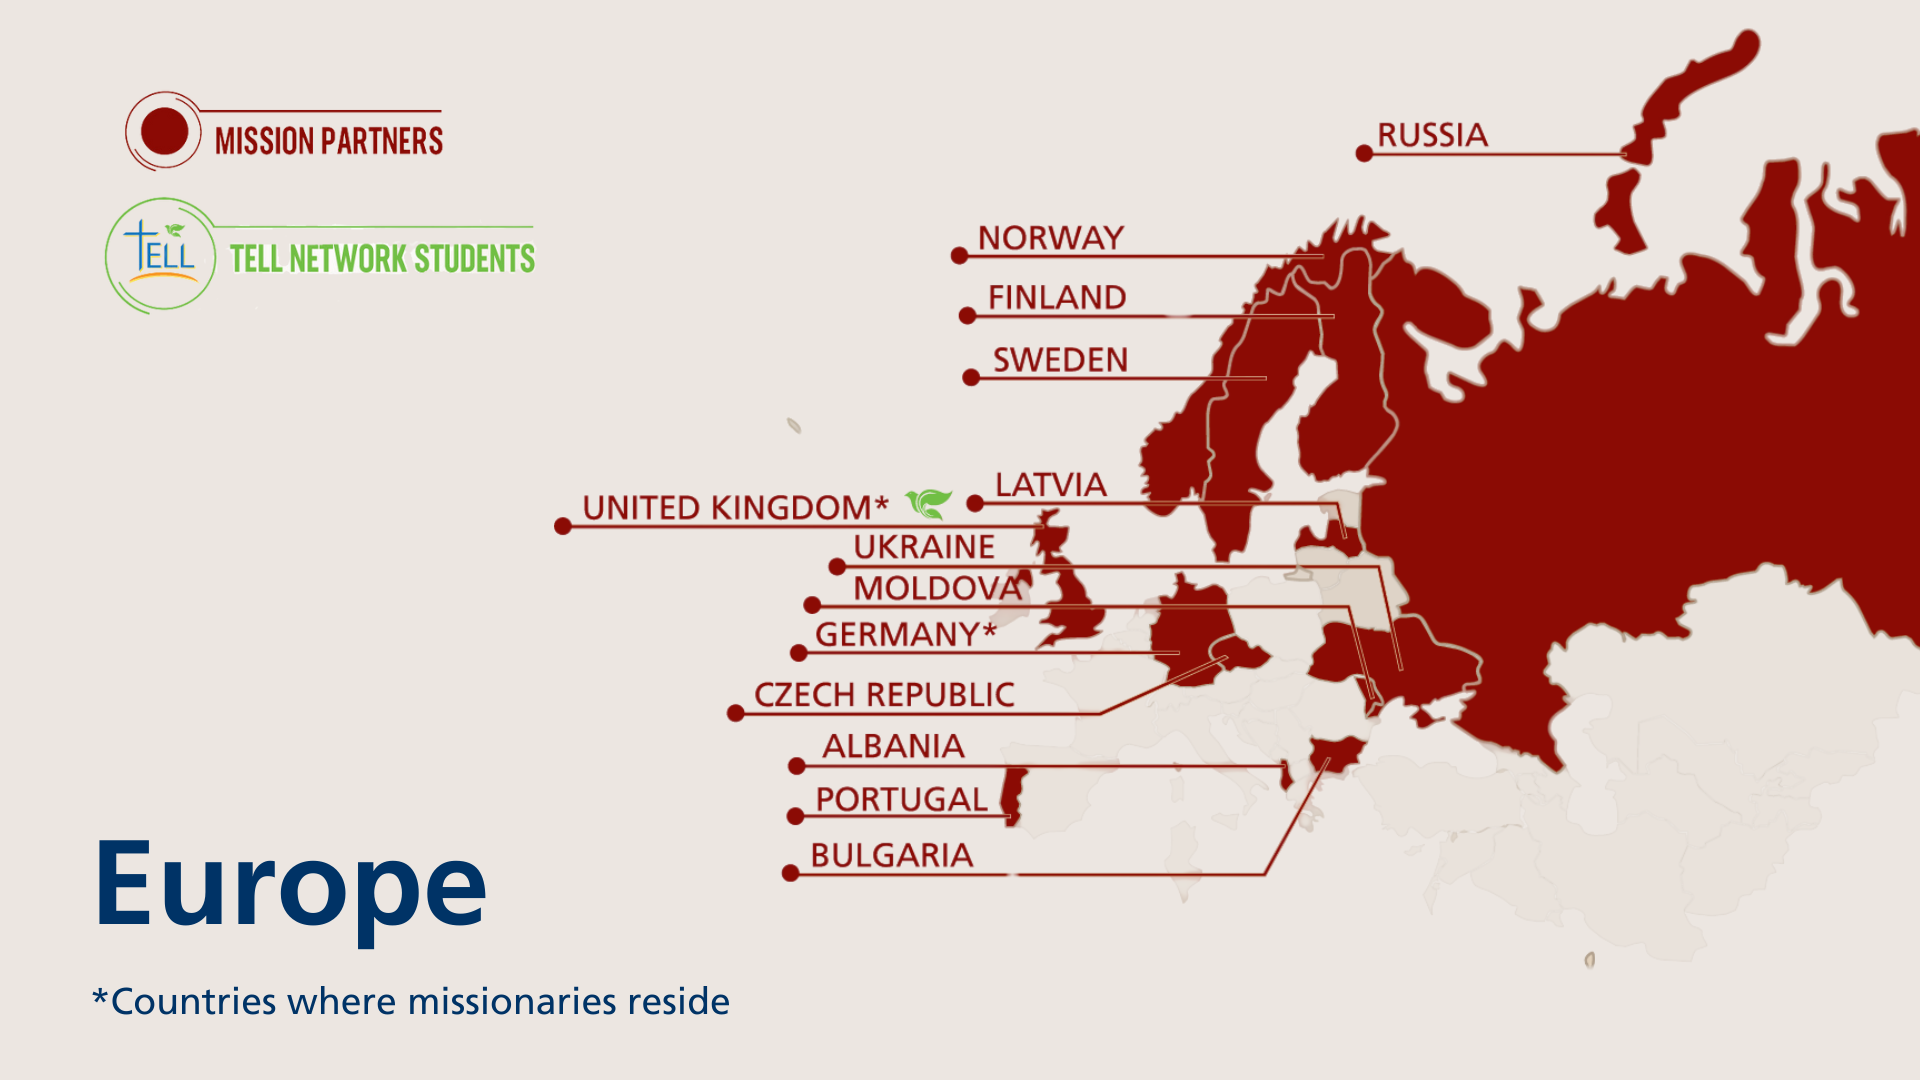 MISSION PARTNERS
TELL
TELL NETWORK STUDENTS
RUSSIA
NORWAY
FINLAND
SWEDEN
LATVIA
UNITED KINGDOM*
UKRAINE
MOLDOVA
GERMANY*
CZECH REPUBLIC
ALBANIA
PORTUGAL
BULGARIA
Europe
*Countries where missionaries reside